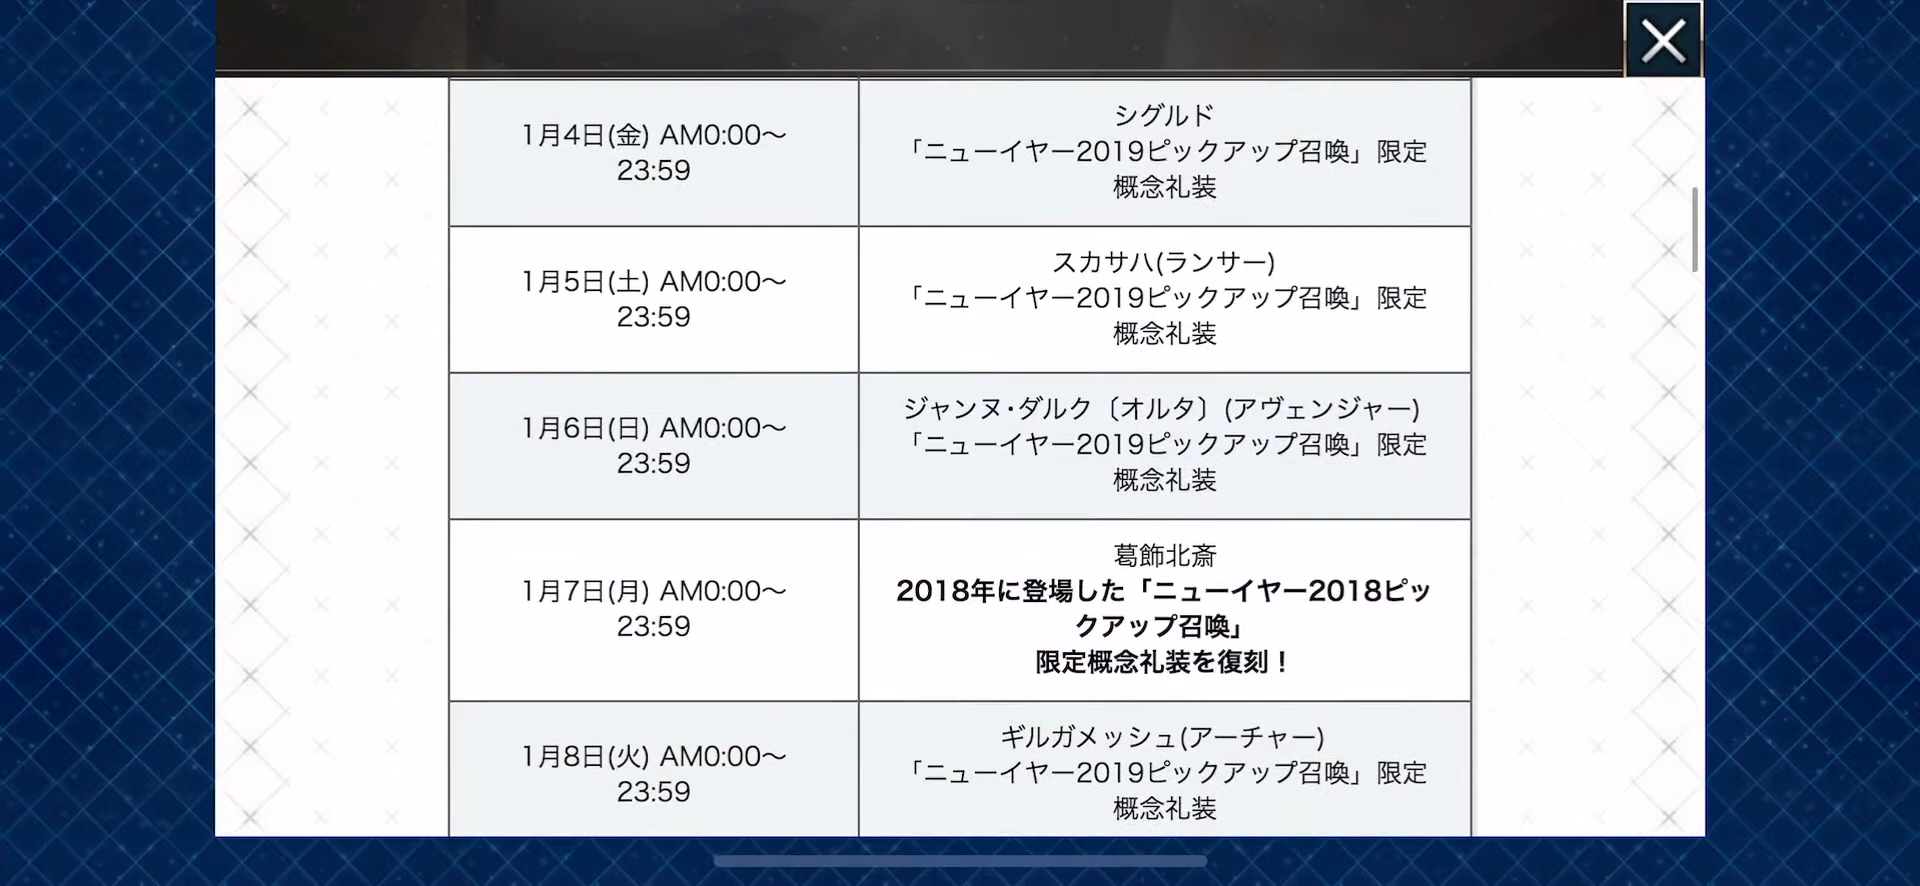 1月4日(金) AM0:00～
23:59
シグルド
「ニューイヤー2019ピックアップ召喚」限定
概念礼装
1月5日(土) AM0:00～
23:59
スカサハ(ランサー)
「ニューイヤー2019ピックアップ召喚」限定
概念礼装
1月6日(日) AM0:00～
23:59
ジャンヌ・ダルク〔オルタ〕(アヴェンジャー)
「ニューイヤー2019ピックアップ召喚」限定
概念礼装
1月7日(月) AM0:00～
23:59
葛飾北斎
2018年に登場した「ニューイヤー2018ピッ
クアップ召喚」
限定概念礼装を復刻！
1月8日(火) AM0:00～
23:59
ギルガメッシュ(アーチャー)
「ニューイヤー2019ピックアップ召喚」限定
概念礼装